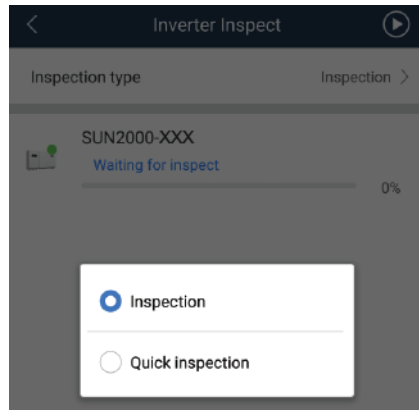 Inverter Inspect
Inspection type Inspection
SUN2000-XXX
Waiting for inspect
0%
Inspection
Quick inspection